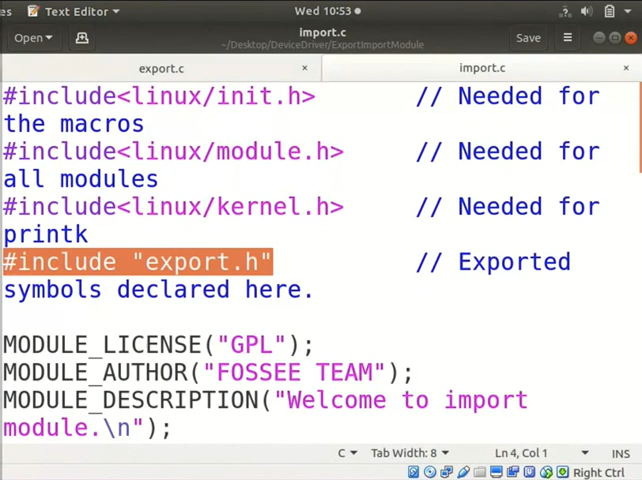 es Text Editor Wed 10:53
Open import.c Save
~/Desktop/DeviceDriver/ExportImportModule
export.c × import.c ×
#include<linux/init.h> // Needed for
the macros
#include<linux/module.h> // Needed for
all modules
#include<linux/kernel.h> // Needed for
printk
#include "export.h" // Exported
symbols declared here.
MODULE_LICENSE("GPL");
MODULE_AUTHOR("FOSSEE TEAM");
MODULE_DESCRIPTION("Welcome to import
module.\n");
C Tab Width: 8 Ln 4, Col 1 INS
Right Ctrl